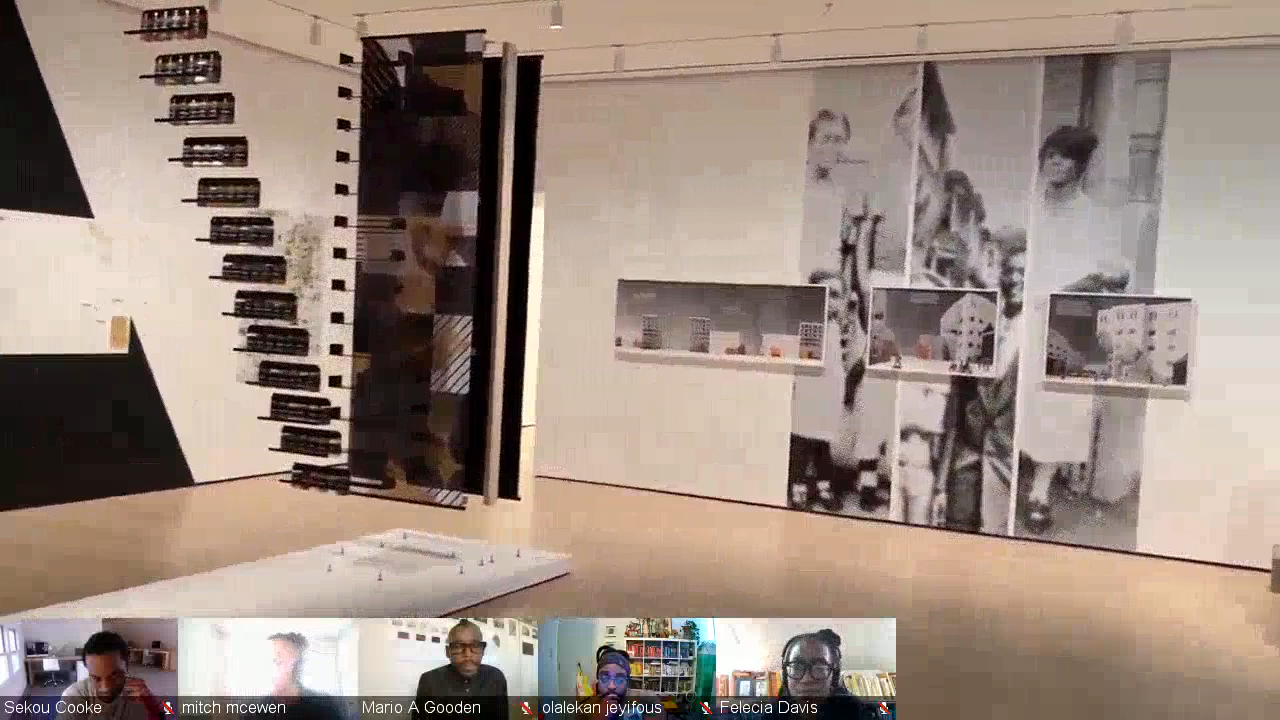 Sekou Cooke
mitch mcewen
Mario A Gooden
olalekan jeyifous
Felecia Davis